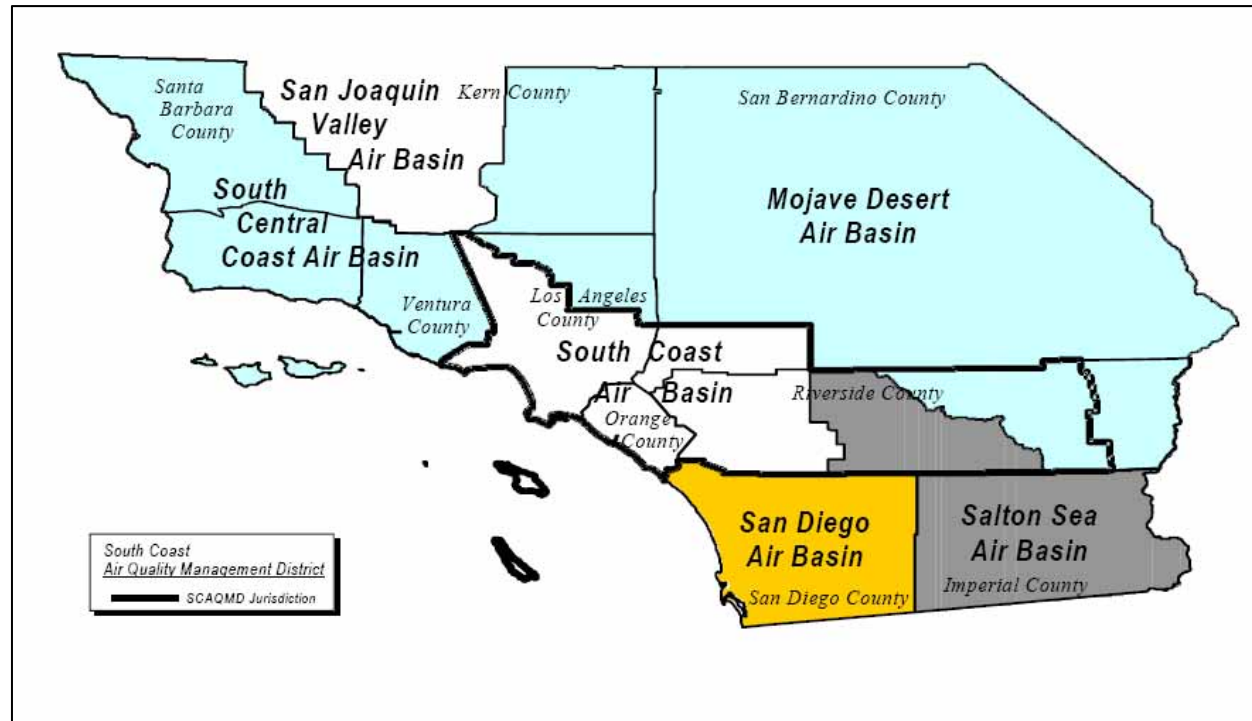 Santa
Barbara
County
San Joaquin
Valley
Air Basin
Kern County
San Bernardino County
South
Central
Coast Air Basin
Mojave Desert
Air Basin
Ventura
County
Los Angeles
County
South Coast
Air Basin
Riverside County
Orange
County
San Diego
Air Basin
San Diego County
Salton Sea
Air Basin
Imperial County
South Coast
Air Quality Management District
SCAQMD Jurisdiction